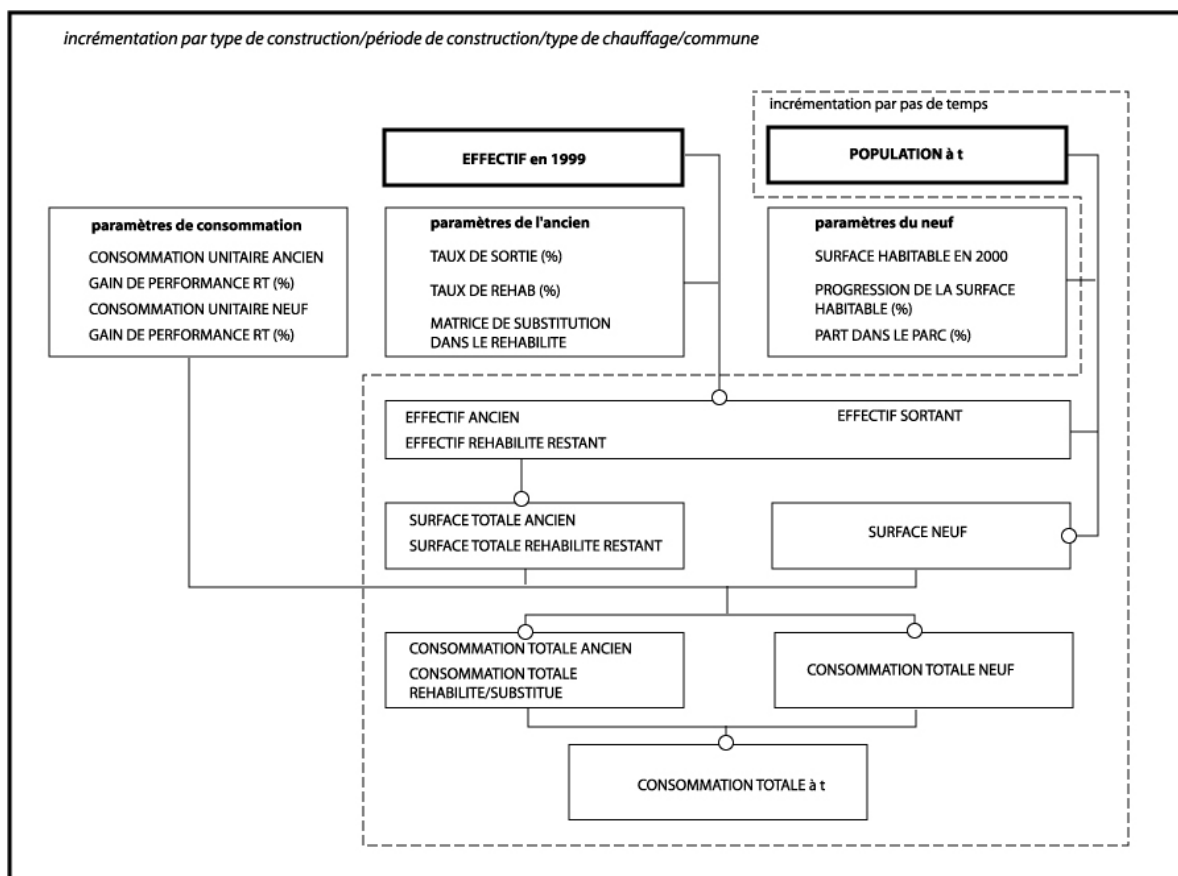 incrémentation par type de construction/période de construction/type de chauffage/commune
incrémentation par pas de temps
EFFECTIF en 1999
POPULATION à t
paramètres de consommation
CONSOMMATION UNITAIRE ANCIEN
GAIN DE PERFORMANCE RT (%)
CONSOMMATION UNITAIRE NEUF
GAIN DE PERFORMANCE RT (%)
paramètres de l'ancien
TAUX DE SORTIE (%)
TAUX DE REHAB (%)
MATRICE DE SUBSTITUTION
DANS LE REHABILITE
paramètres du neuf
SURFACE HABITABLE EN 2000
PROGRESSION DE LA SURFACE
HABITABLE (%)
PART DANS LE PARC (%)
EFFECTIF ANCIEN
EFFECTIF REHABILITE RESTANT
EFFECTIF SORTANT
SURFACE TOTALE ANCIEN
SURFACE TOTALE REHABILITE RESTANT
SURFACE NEUF
CONSOMMATION TOTALE ANCIEN
CONSOMMATION TOTALE
REHABILITE/SUBSTITUE
CONSOMMATION TOTALE NEUF
CONSOMMATION TOTALE à t